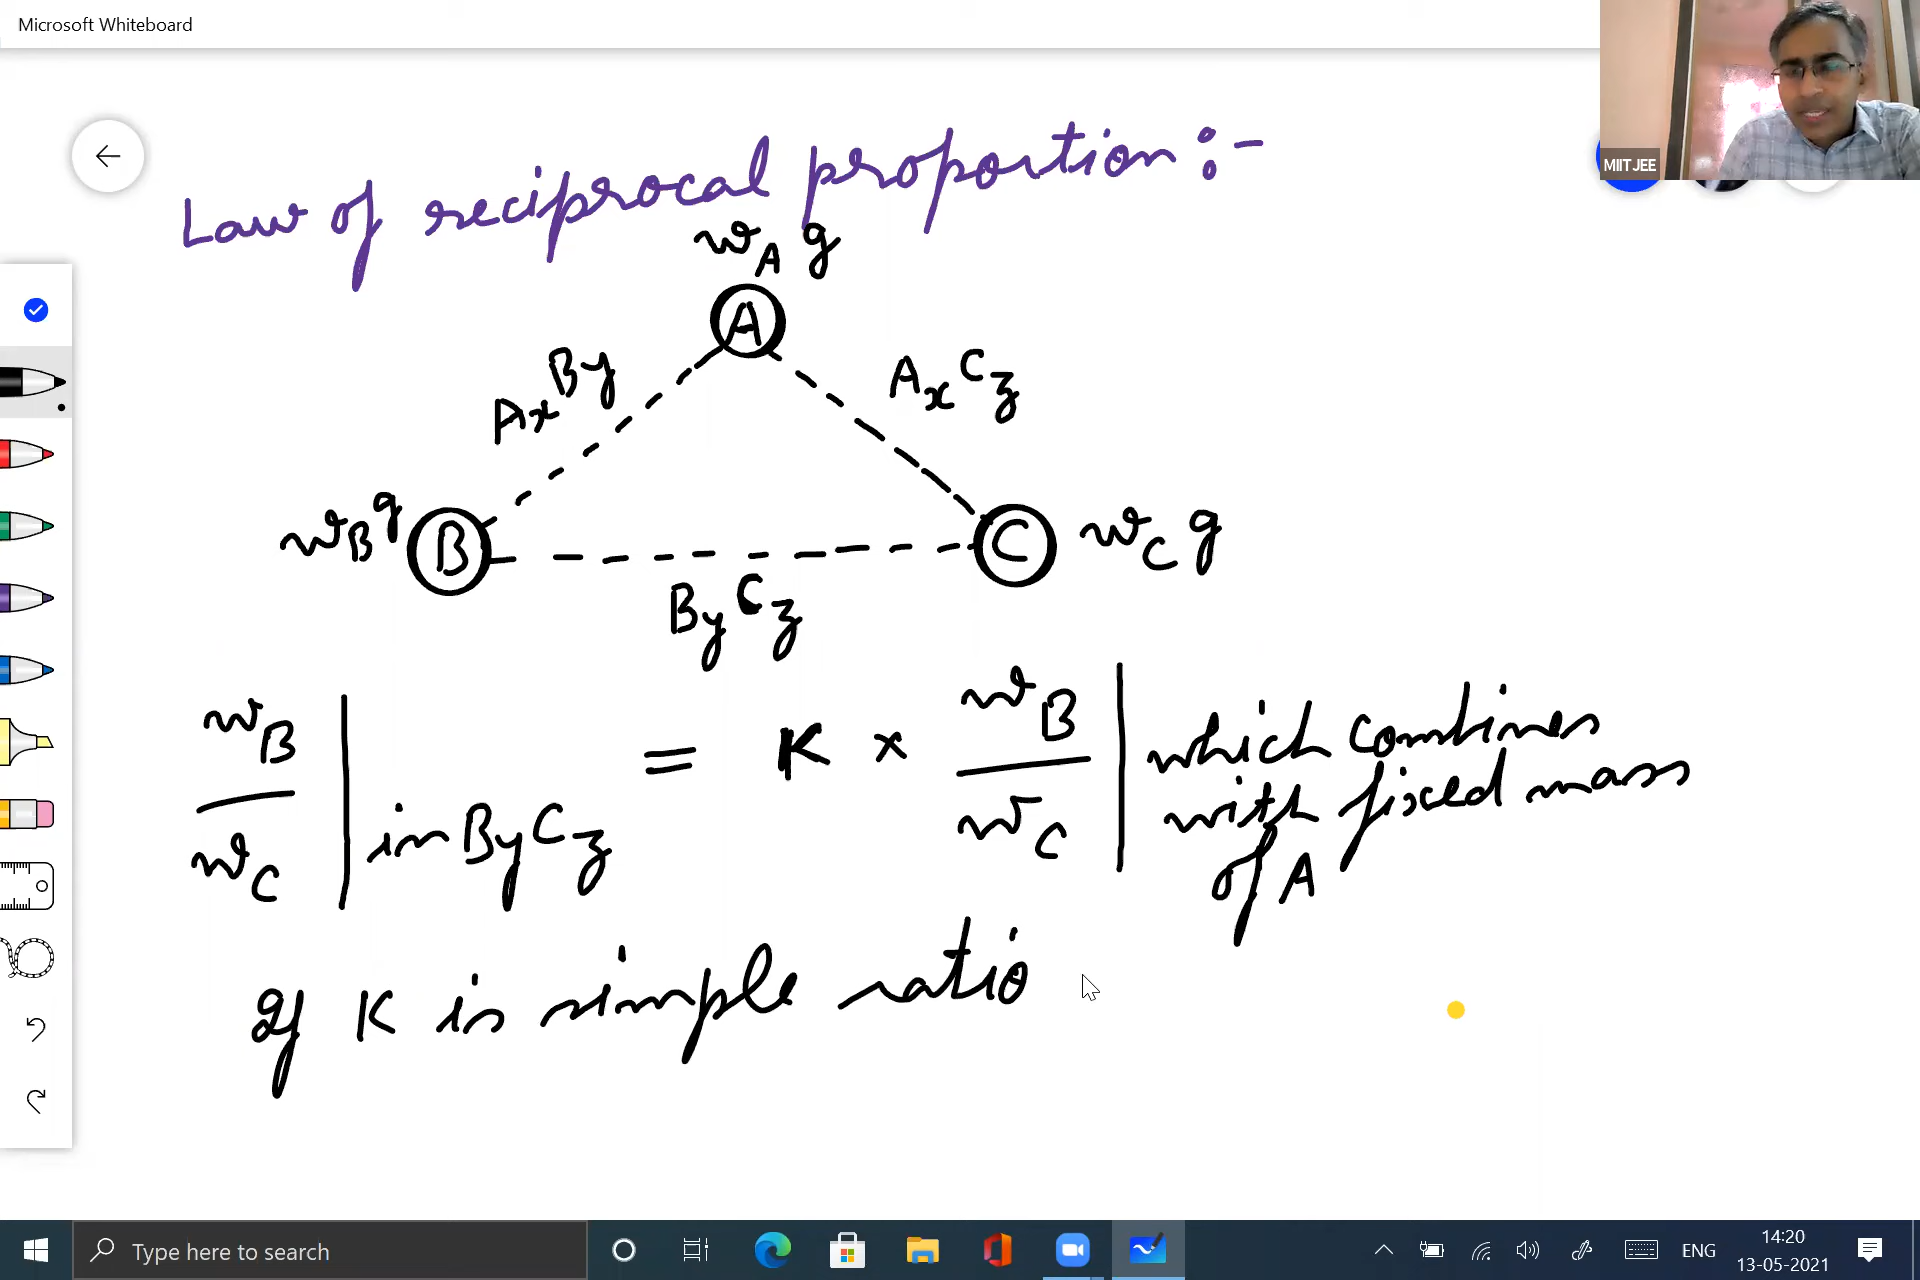 Microsoft Whiteboard
MIIT JEE
Law of reciprocal proportion :-
wA g
A
AxBy
AxCz
wB g
B
C
wC g
ByCz
wB/wC | in ByCz = K × wB/wC | which combines
with fixed mass
of A
If K is simple ratio
Type here to search
ENG
14:20
13-05-2021